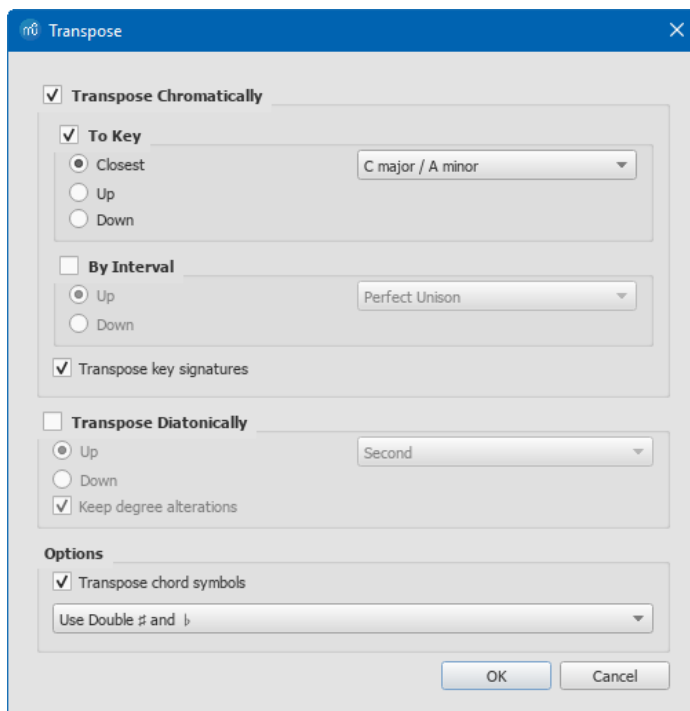 Transpose
Transpose Chromatically
To Key
Closest
C major / A minor
Up
Down
By Interval
Up
Perfect Unison
Down
Transpose key signatures
Transpose Diatonically
Up
Second
Down
Keep degree alterations
Options
Transpose chord symbols
Use Double ♯ and ♭
OK
Cancel